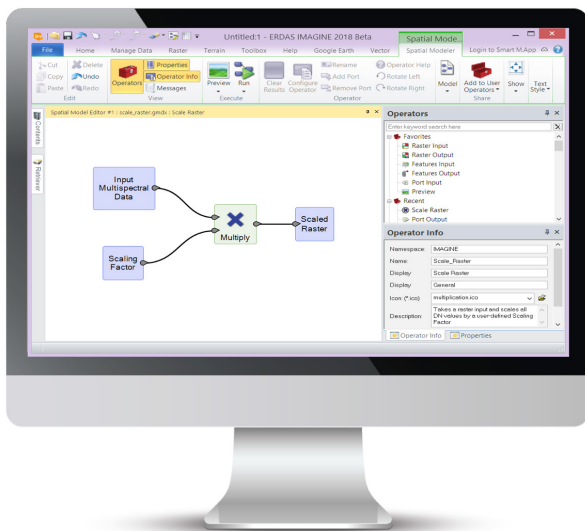 Untitled:1 - ERDAS IMAGINE 2018 Beta
Spatial Mode...
File Home Manage Data Raster Terrain Toolbox Help Google Earth Vector Spatial Modeler Login to Smart M.App
Cut Delete Properties Rename Operator Help
Copy Undo Operator Info Add Port Rotate Left
Paste Redo Operators Messages Preview Run Clear Results Configure Operator Remove Port Rotate Right Model Add to User Operators Show Text Style
Edit View Execute Operator Share
Spatial Model Editor #1 : scale_raster.gmdx : Scale Raster
Contents
Retriever
Input
Multispectral
Data
Scaling
Factor
Multiply
Scaled
Raster
Operators
Enter keyword search here
Favorites
Raster Input
Raster Output
Features Input
Features Output
Port Input
Preview
Recent
Scale Raster
Port Output
Operator Info
Namespace: IMAGINE
Name: Scale_Raster
Display Scale Raster
Display General
Icon: (*.ico) multiplication.ico
Description: Takes a raster input and scales all
DN values by a user-defined Scaling
Factor
Operator Info Properties